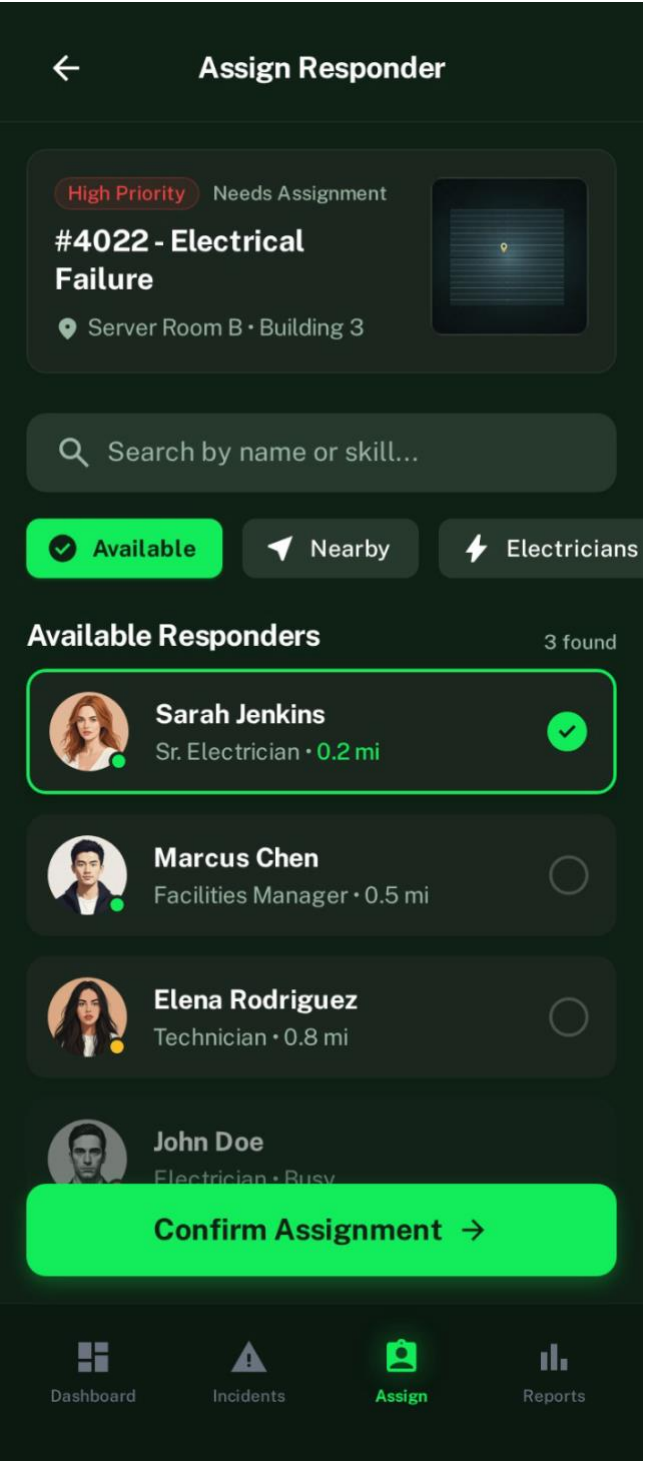 Assign Responder
High Priority Needs Assignment
#4022 - Electrical
Failure
Server Room B • Building 3
Search by name or skill...
Available Nearby Electricians
Available Responders 3 found
Sarah Jenkins
Sr. Electrician • 0.2 mi
Marcus Chen
Facilities Manager • 0.5 mi
Elena Rodriguez
Technician • 0.8 mi
John Doe
Electrician • Busy
Confirm Assignment →
Dashboard Incidents Assign Reports